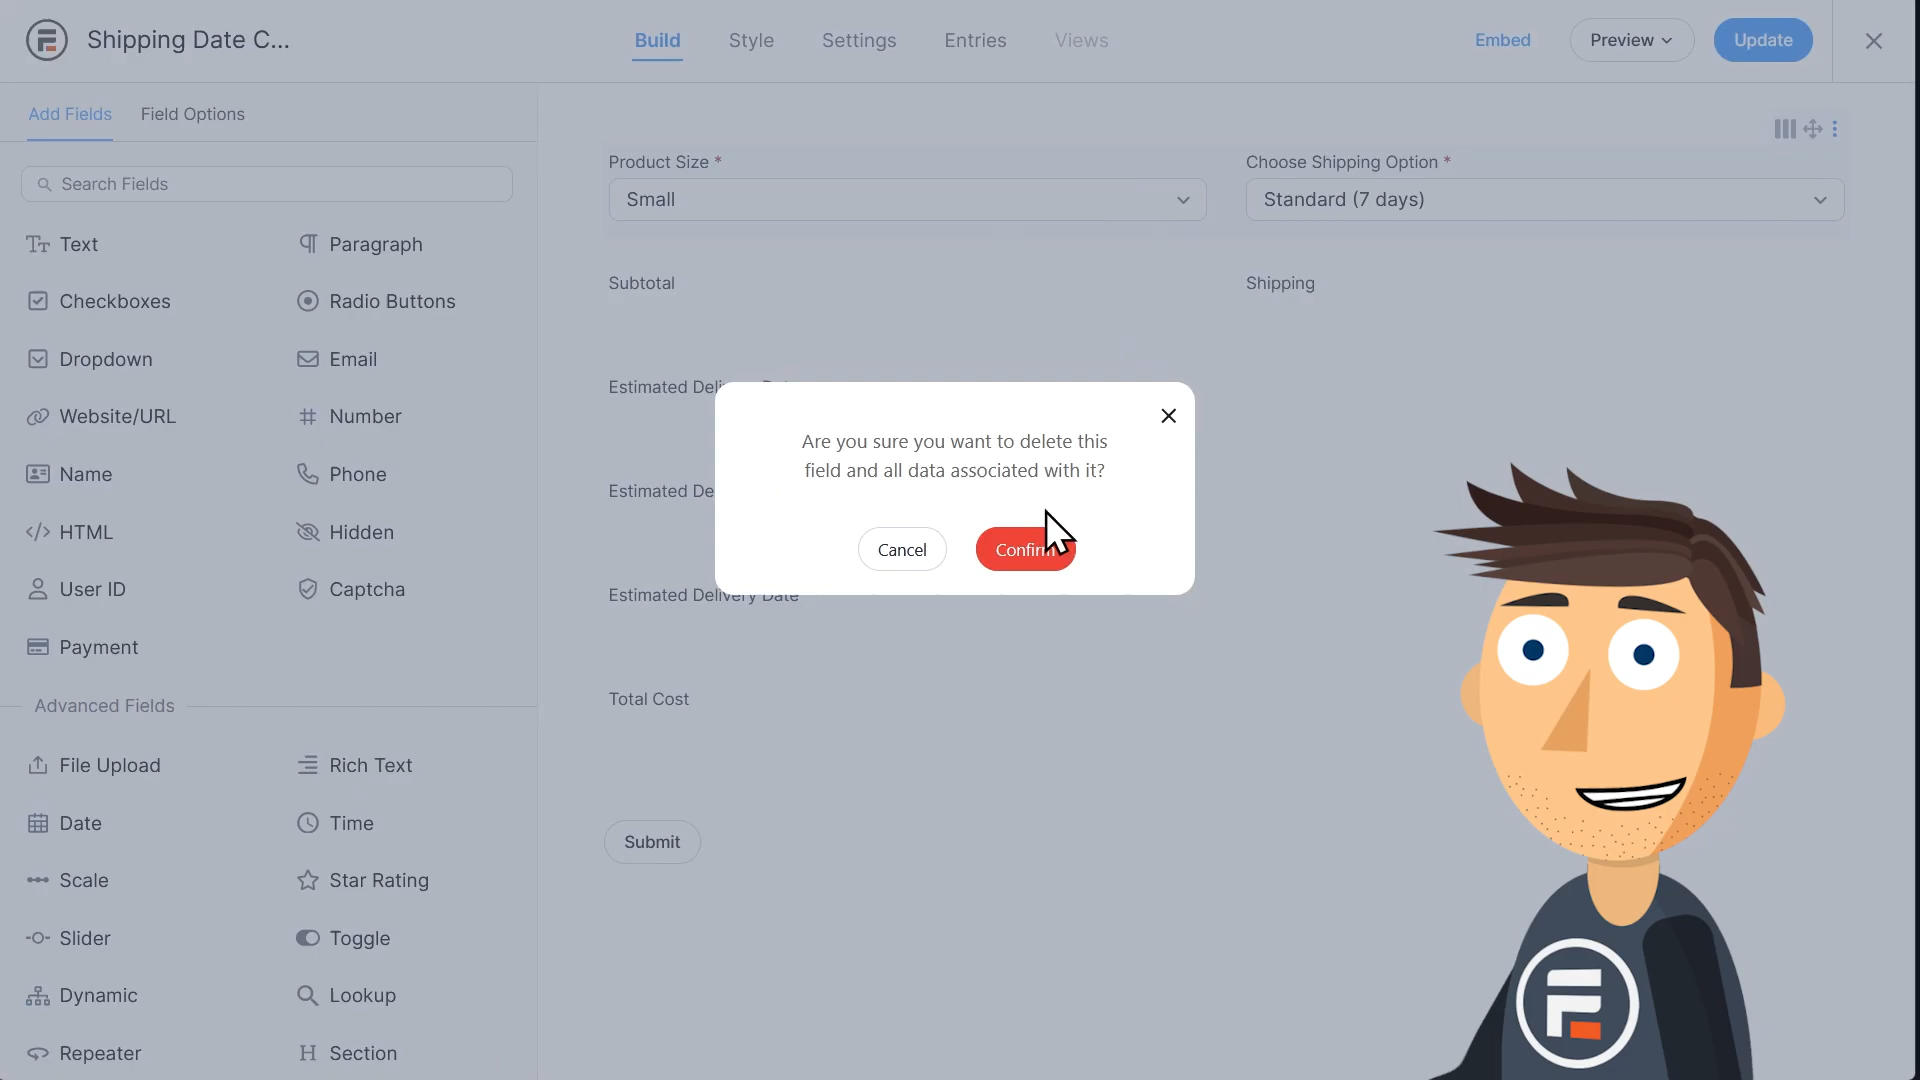 Shipping Date C...
Build
Style
Settings
Entries
Views
Embed
Preview
Update
Add Fields
Field Options
Search Fields
Text
Paragraph
Checkboxes
Radio Buttons
Dropdown
Email
Website/URL
Number
Name
Phone
HTML
Hidden
User ID
Captcha
Payment
Advanced Fields
File Upload
Rich Text
Date
Time
Scale
Star Rating
Slider
Toggle
Dynamic
Lookup
Repeater
Section
Product Size *
Small
Choose Shipping Option *
Standard (7 days)
Subtotal
Shipping
Estimated
Estimated
Estimated Delivery Date
Total Cost
Submit
Are you sure you want to delete this
field and all data associated with it?
Cancel
Confirm